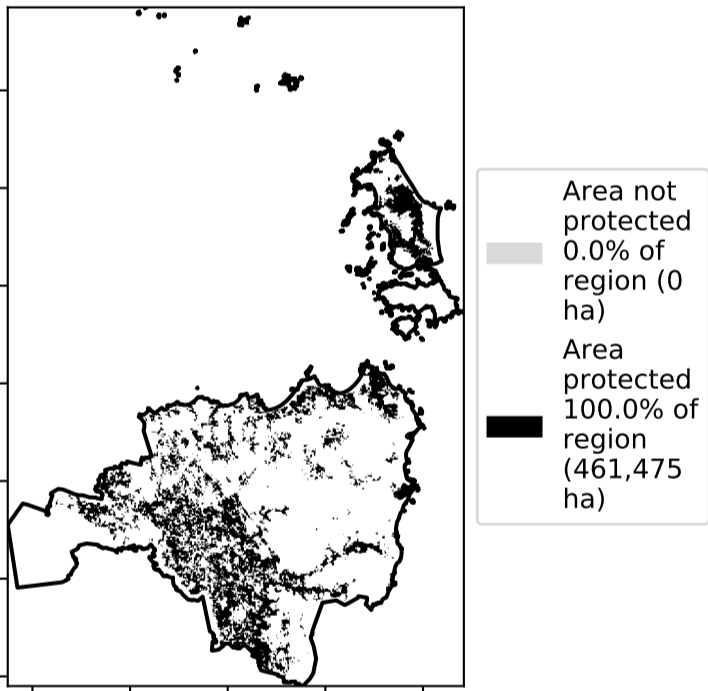 Area not
protected
0.0% of
region (0
ha)
Area
protected
100.0% of
region
(461,475
ha)